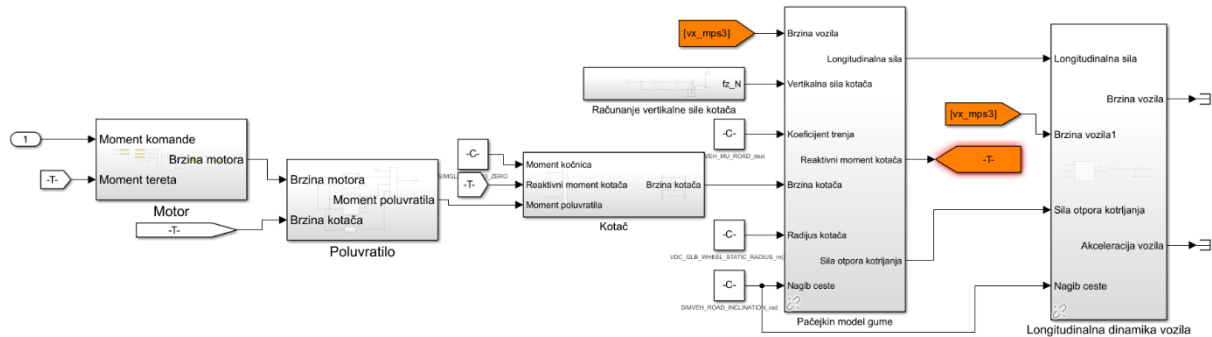 1
-T-
Moment komande
Moment tereta
Brzina motora
Motor
-T-
Brzina motora
Brzina kotača
Moment poluvratila
Poluvratilo
-C-
-T-
Moment kočnica
Reaktivni moment kotača
Moment poluvratila
Brzina kotača
Kotač
[vx_mps3]
fz_N
Računanje vertikalne sile kotača
-C-
VEH_MU_ROAD_daci
-C-
VDC_GLB_WHEEL_STATIC_RADIUS_m
-C-
SIMVEH_ROAD_INCLINATION_rad
Brzina vozila
Longitudinalna sila
Vertikalna sila kotača
Koeficijent trenja
Reaktivni moment kotača
Brzina kotača
Radijus kotača
Sila otpora kotrljanja
Nagib ceste
Pačejkin model gume
[vx_mps3]
-T-
Longitudinalna sila
Brzina vozila
Brzina vozila1
Sila otpora kotrljanja
Akceleracija vozila
Nagib ceste
Longitudinalna dinamika vozila